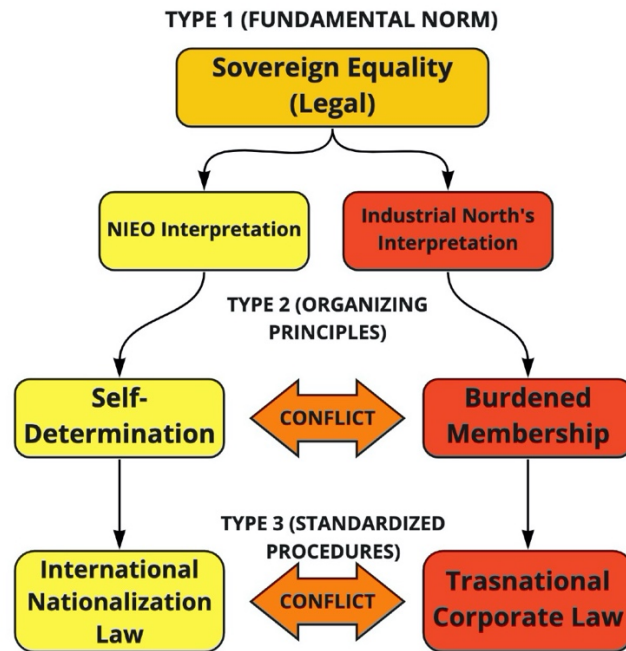 TYPE 1 (FUNDAMENTAL NORM)
Sovereign Equality
(Legal)
NIEO Interpretation
Industrial North's
Interpretation
TYPE 2 (ORGANIZING
PRINCIPLES)
Self-
Determination
CONFLICT
Burdened
Membership
TYPE 3 (STANDARDIZED
PROCEDURES)
International
Nationalization
Law
CONFLICT
Trasnational
Corporate Law